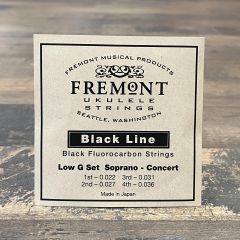 FREMONT MUSICAL PRODUCTS
FREMONT
UKULELE
STRINGS
SEATTLE, WASHINGTON
Black Line
Black Fluorocarbon Strings
Low G Set Soprano - Concert
1st – 0.022 3rd – 0.031
2nd – 0.027 4th – 0.036
Made in Japan